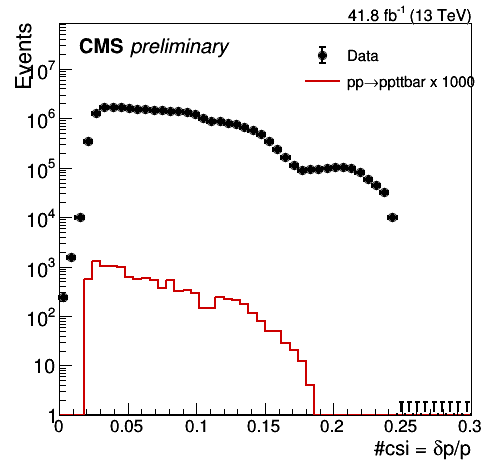 41.8 fb⁻¹ (13 TeV)
Events
CMS preliminary
Data
pp→ppttbar x 1000
10⁷
10⁶
10⁵
10⁴
10³
10²
10
1
0 0.05 0.1 0.15 0.2 0.25 0.3
#csi = δp/p